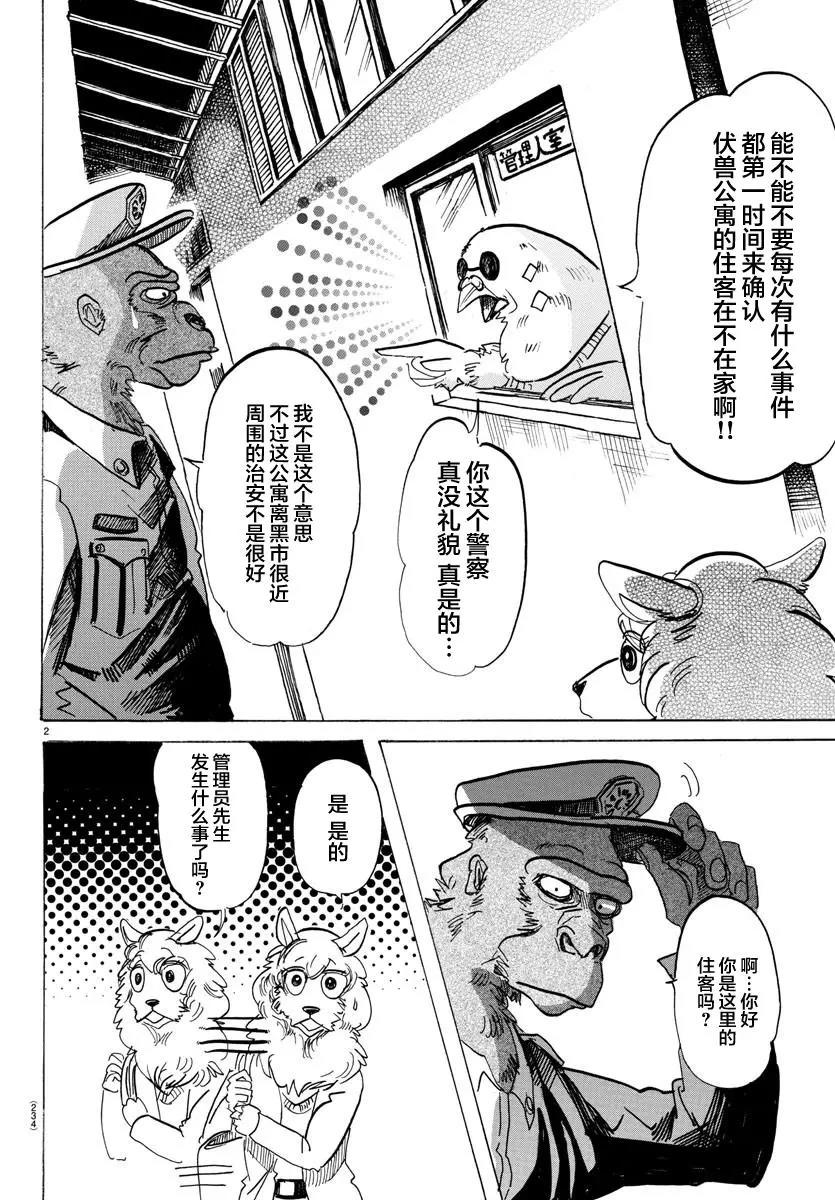 能不能不要每次有什么事件
都第一时间来确认
伏兽公寓的住客在不在家啊!!
管理人室
你这个警察
真没礼貌 真是的…
我不是这个意思
不过这公寓离黑市很近
周围的治安不是很好
2
啊…你好
你是这里的
住客吗?
是 是的
管理员先生
发生什么事了吗?
(234)